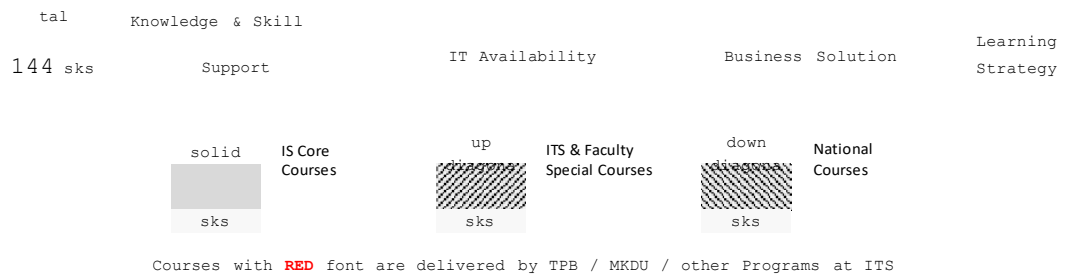 tal
Knowledge & Skill
144 sks
Support
IT Availability
Business Solution
Learning
Strategy
solid
IS Core
Courses
sks
up
ITS & Faculty
Special Courses
sks
down
National
Courses
sks
Courses with RED font are delivered by TPB / MKDU / other Programs at ITS